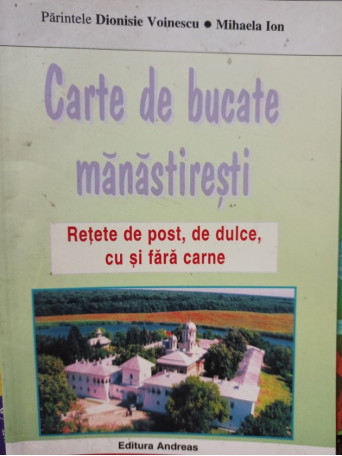 Părintele Dionisie Voinescu ● Mihaela Ion
Carte de bucate
mănăstirești
Rețete de post, de dulce,
cu și fără carne
Editura Andreas